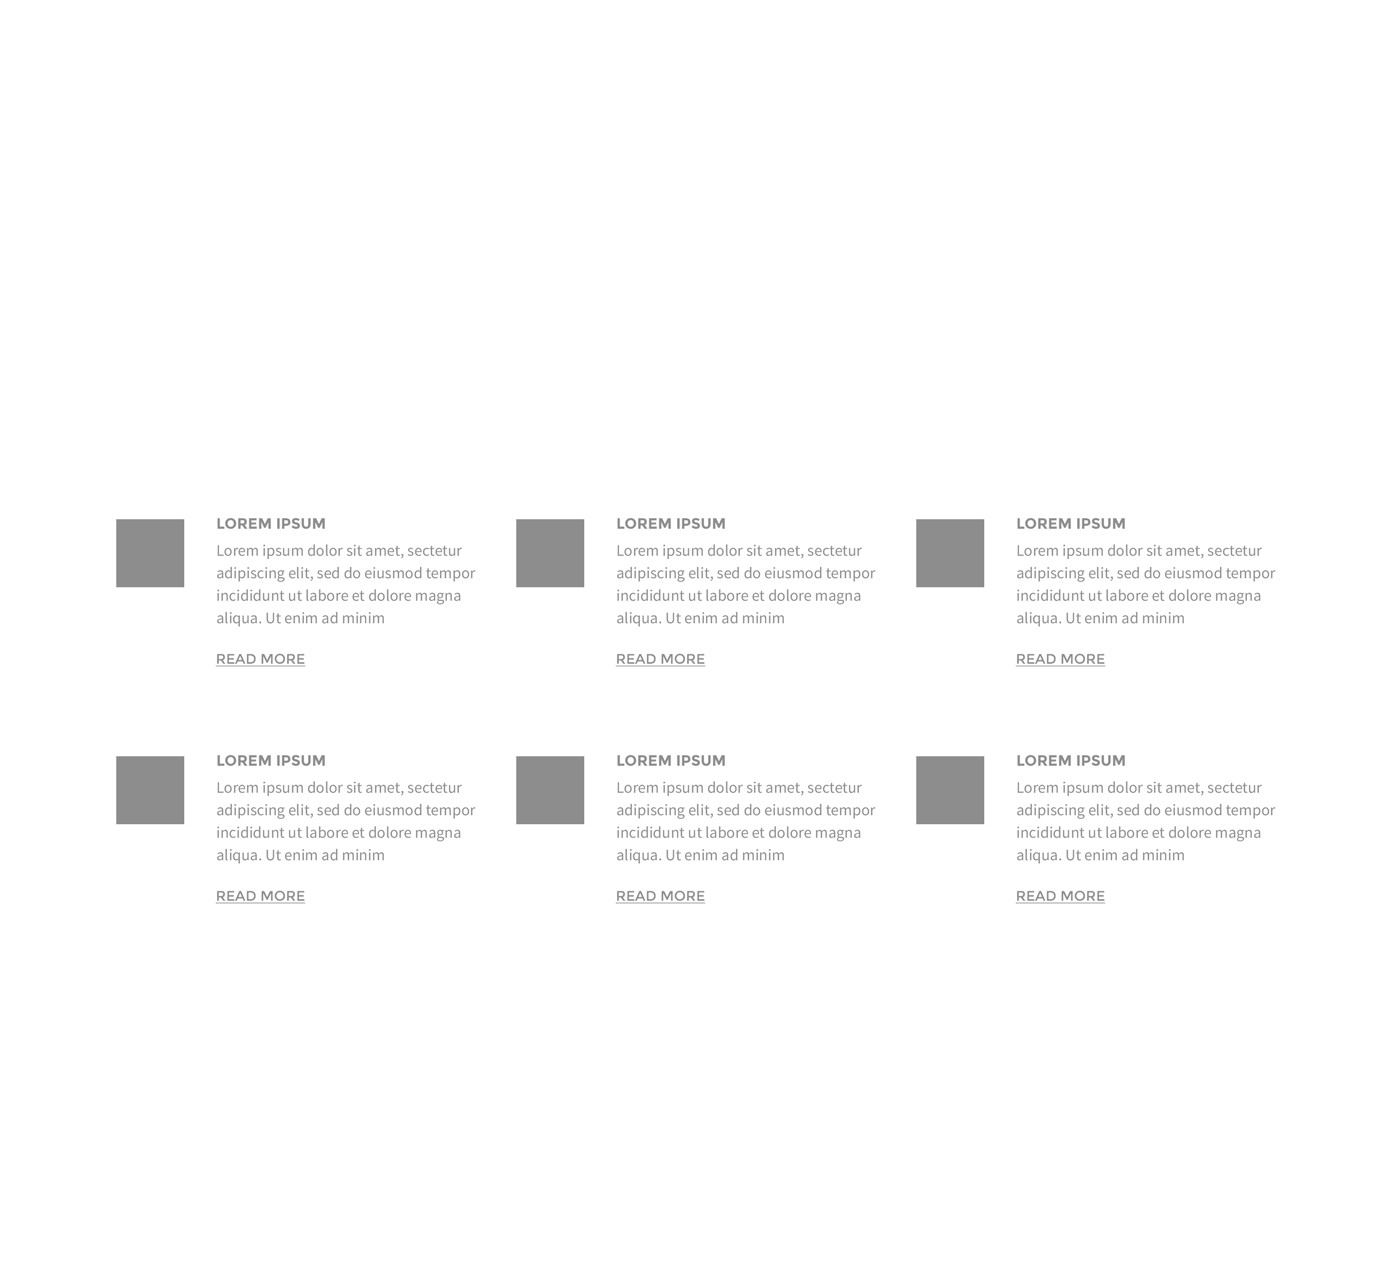 LOREM IPSUM
Lorem ipsum dolor sit amet, sectetur
adipiscing elit, sed do eiusmod tempor
incididunt ut labore et dolore magna
aliqua. Ut enim ad minim
READ MORE
LOREM IPSUM
Lorem ipsum dolor sit amet, sectetur
adipiscing elit, sed do eiusmod tempor
incididunt ut labore et dolore magna
aliqua. Ut enim ad minim
READ MORE
LOREM IPSUM
Lorem ipsum dolor sit amet, sectetur
adipiscing elit, sed do eiusmod tempor
incididunt ut labore et dolore magna
aliqua. Ut enim ad minim
READ MORE
LOREM IPSUM
Lorem ipsum dolor sit amet, sectetur
adipiscing elit, sed do eiusmod tempor
incididunt ut labore et dolore magna
aliqua. Ut enim ad minim
READ MORE
LOREM IPSUM
Lorem ipsum dolor sit amet, sectetur
adipiscing elit, sed do eiusmod tempor
incididunt ut labore et dolore magna
aliqua. Ut enim ad minim
READ MORE
LOREM IPSUM
Lorem ipsum dolor sit amet, sectetur
adipiscing elit, sed do eiusmod tempor
incididunt ut labore et dolore magna
aliqua. Ut enim ad minim
READ MORE